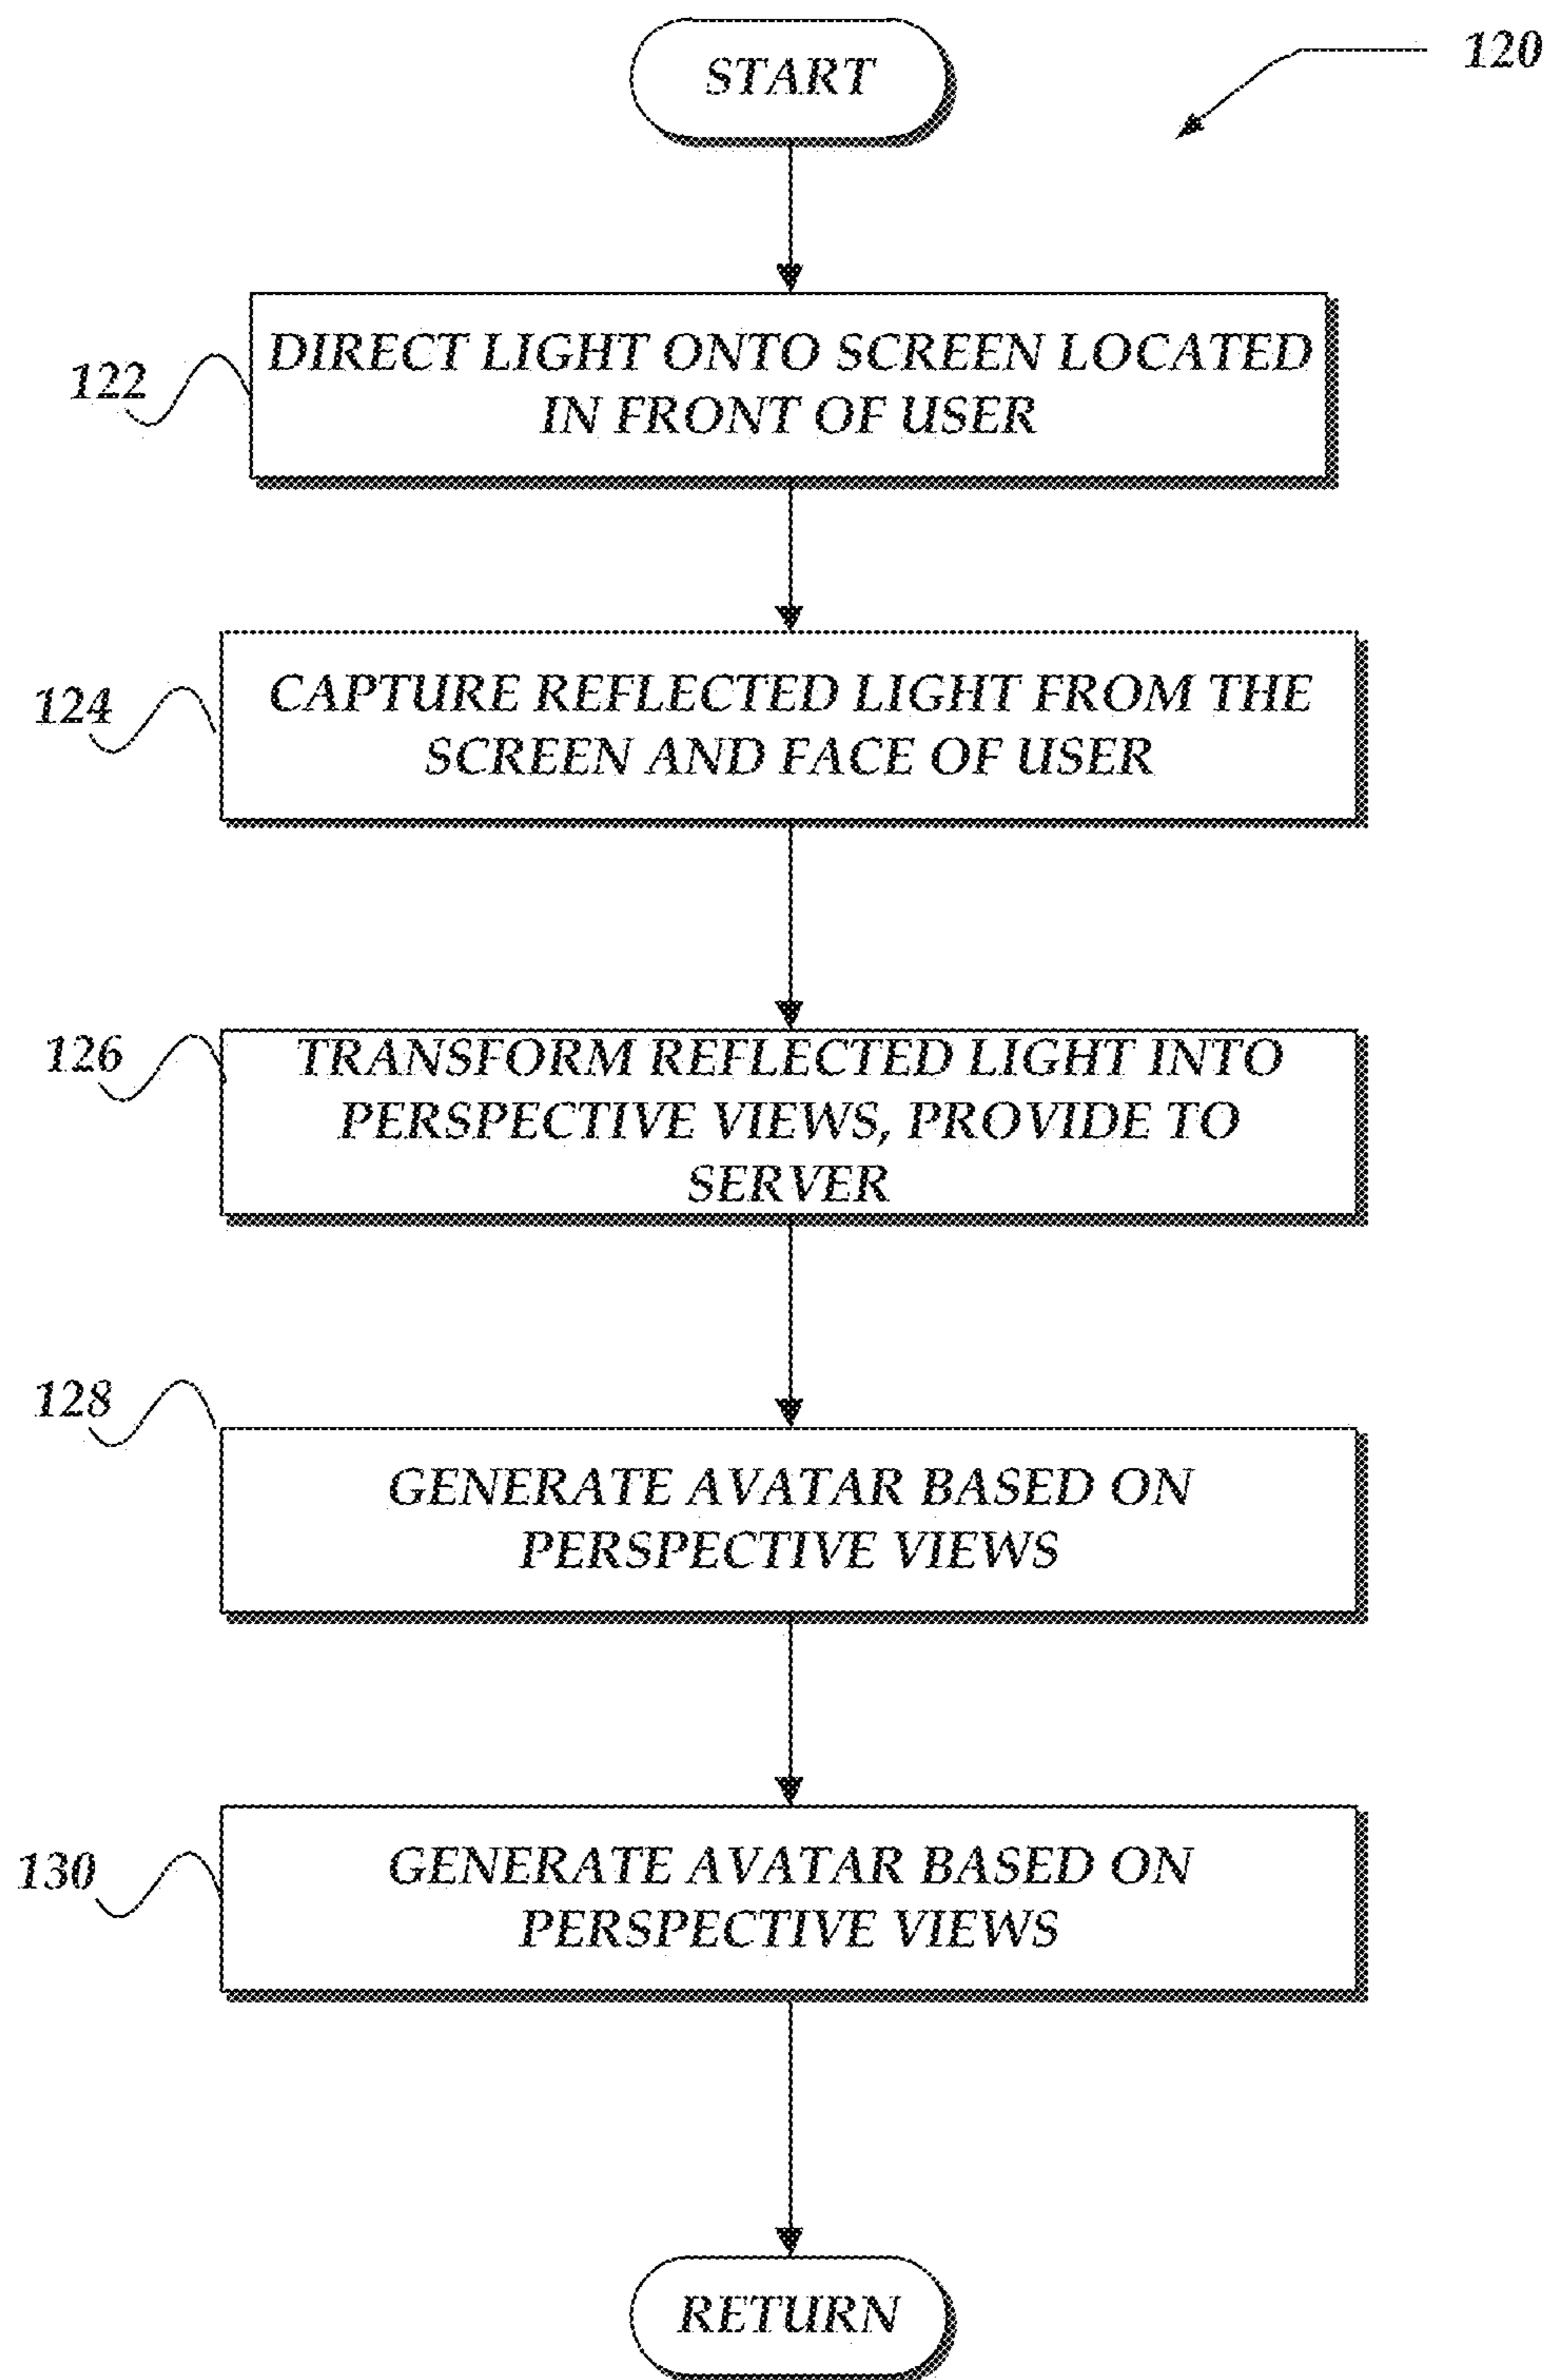 START
120
122
DIRECT LIGHT ONTO SCREEN LOCATED
IN FRONT OF USER
124
CAPTURE REFLECTED LIGHT FROM THE
SCREEN AND FACE OF USER
126
TRANSFORM REFLECTED LIGHT INTO
PERSPECTIVE VIEWS, PROVIDE TO
SERVER
128
GENERATE AVATAR BASED ON
PERSPECTIVE VIEWS
130
GENERATE AVATAR BASED ON
PERSPECTIVE VIEWS
RETURN